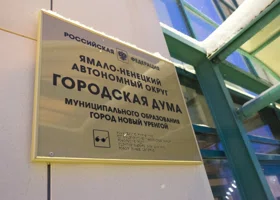 РОССИЙСКАЯ ФЕДЕРАЦИЯ
ЯМАЛО-НЕНЕЦКИЙ
АВТОНОМНЫЙ ОКРУГ
ГОРОДСКАЯ ДУМА
МУНИЦИПАЛЬНОГО ОБРАЗОВАНИЯ
ГОРОД НОВЫЙ УРЕНГОЙ